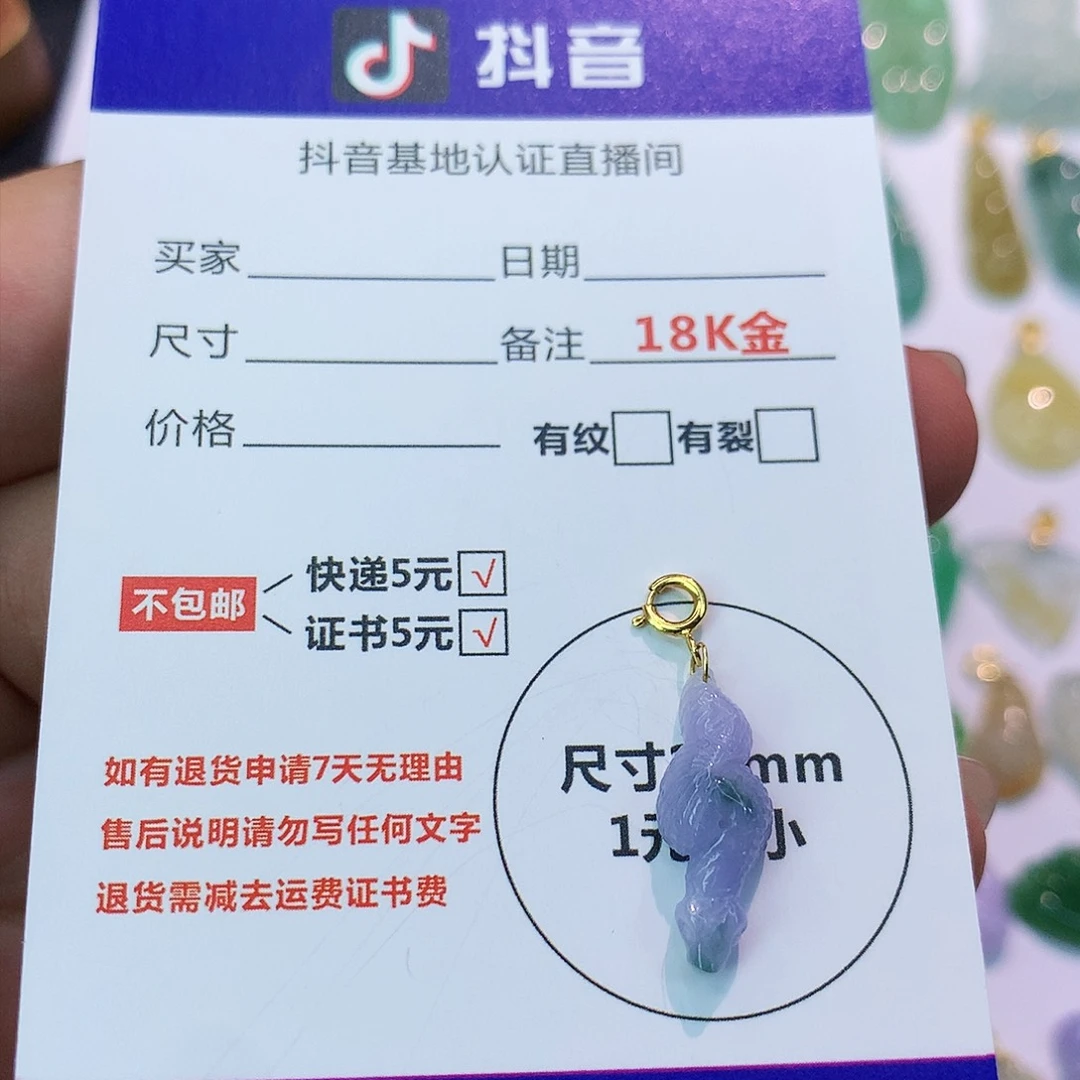 抖音
抖音基地认证直播间
买家 日期
尺寸 备注 18K金
价格 有纹 有裂
不包邮
快递5元 √
证书5元 √
尺寸 mm
1元 小
如有退货申请7天无理由
售后说明请勿写任何文字
退货需减去运费证书费